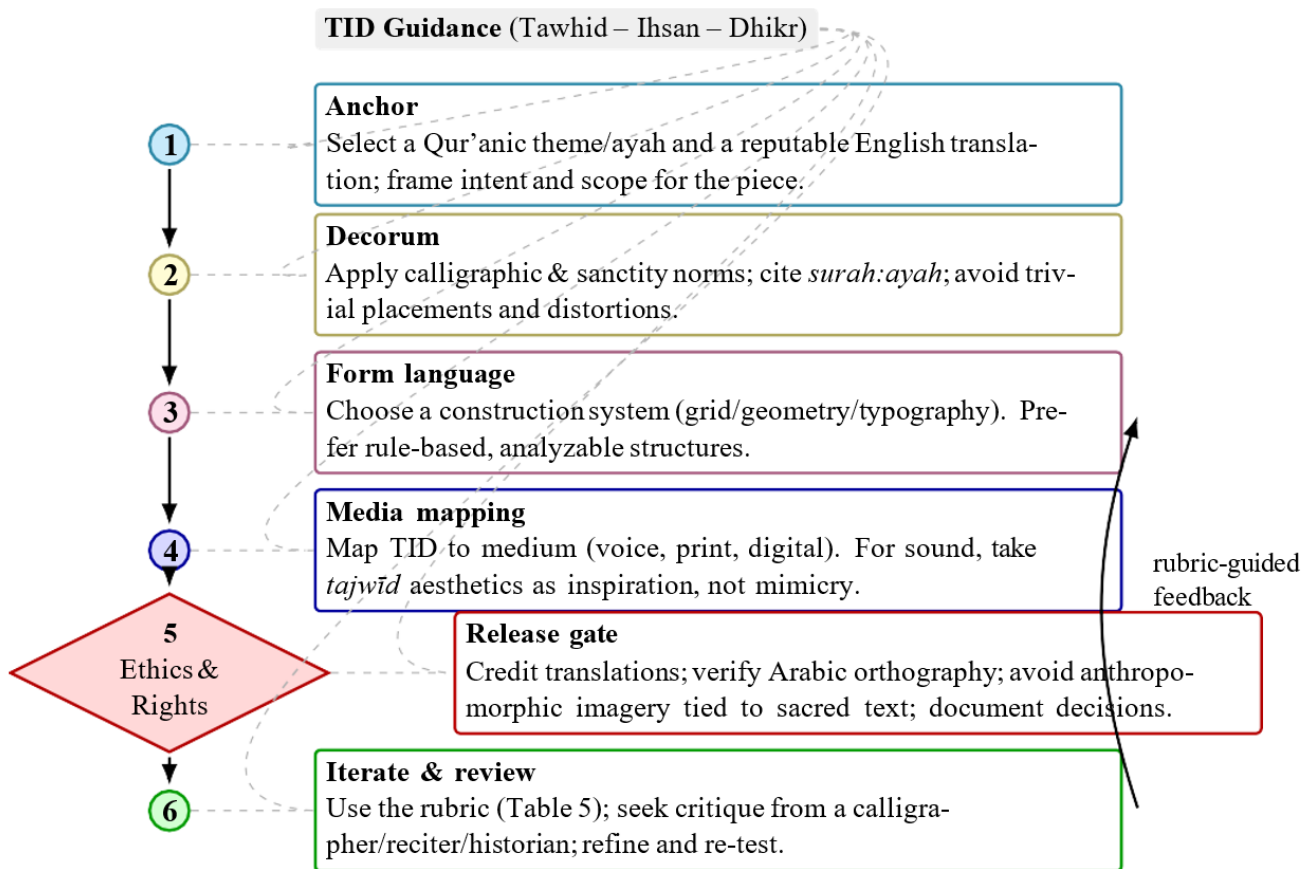 TID Guidance (Tawhid – Ihsan – Dhikr)
1
Anchor
Select a Qur’anic theme/ayah and a reputable English transla-
tion; frame intent and scope for the piece.
2
Decorum
Apply calligraphic & sanctity norms; cite surah:ayah; avoid triv-
ial placements and distortions.
3
Form language
Choose a construction system (grid/geometry/typography). Pre-
fer rule-based, analyzable structures.
4
Media mapping
Map TID to medium (voice, print, digital). For sound, take
tajwīd aesthetics as inspiration, not mimicry.
rubric-guided
feedback
5
Ethics &
Rights
Release gate
Credit translations; verify Arabic orthography; avoid anthropo-
morphic imagery tied to sacred text; document decisions.
6
Iterate & review
Use the rubric (Table 5); seek critique from a calligra-
pher/reciter/historian; refine and re-test.